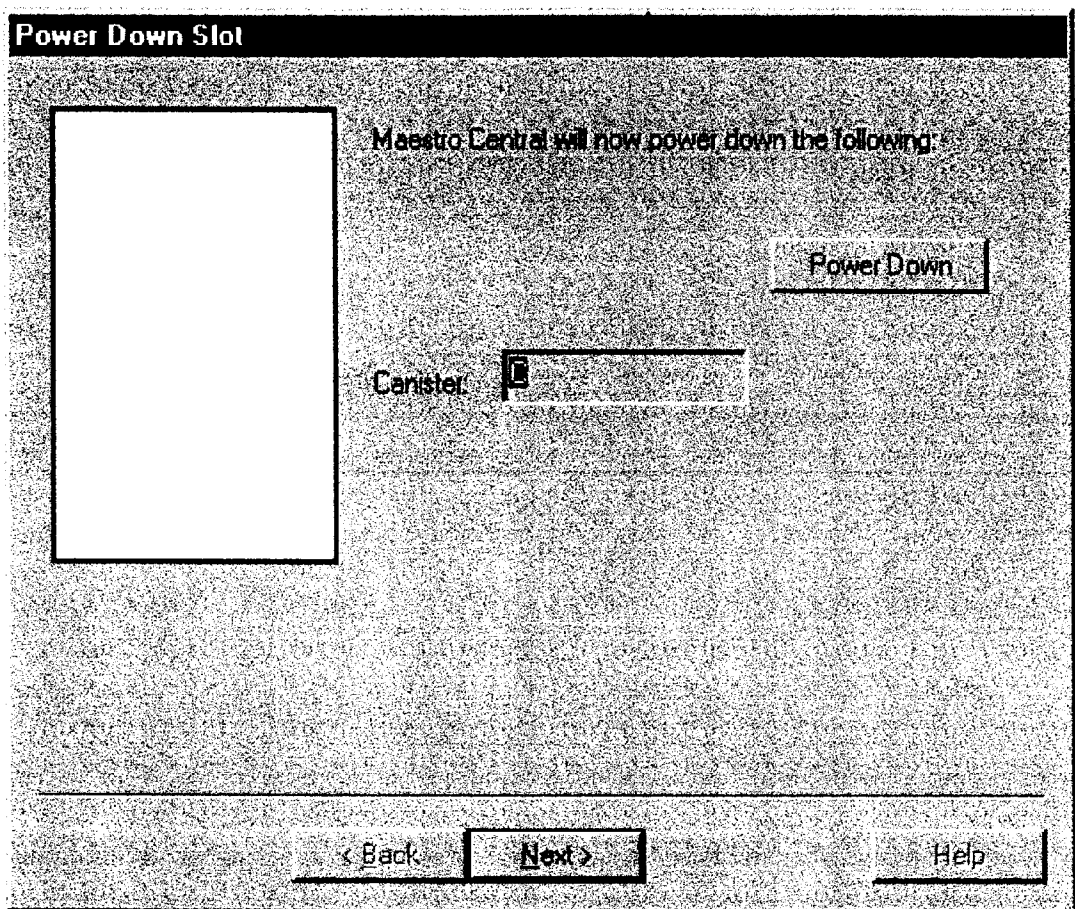 Power Down Slot
Maestro Central will now power down the following:
Power Down
Canister:
< Back
Next >
Help